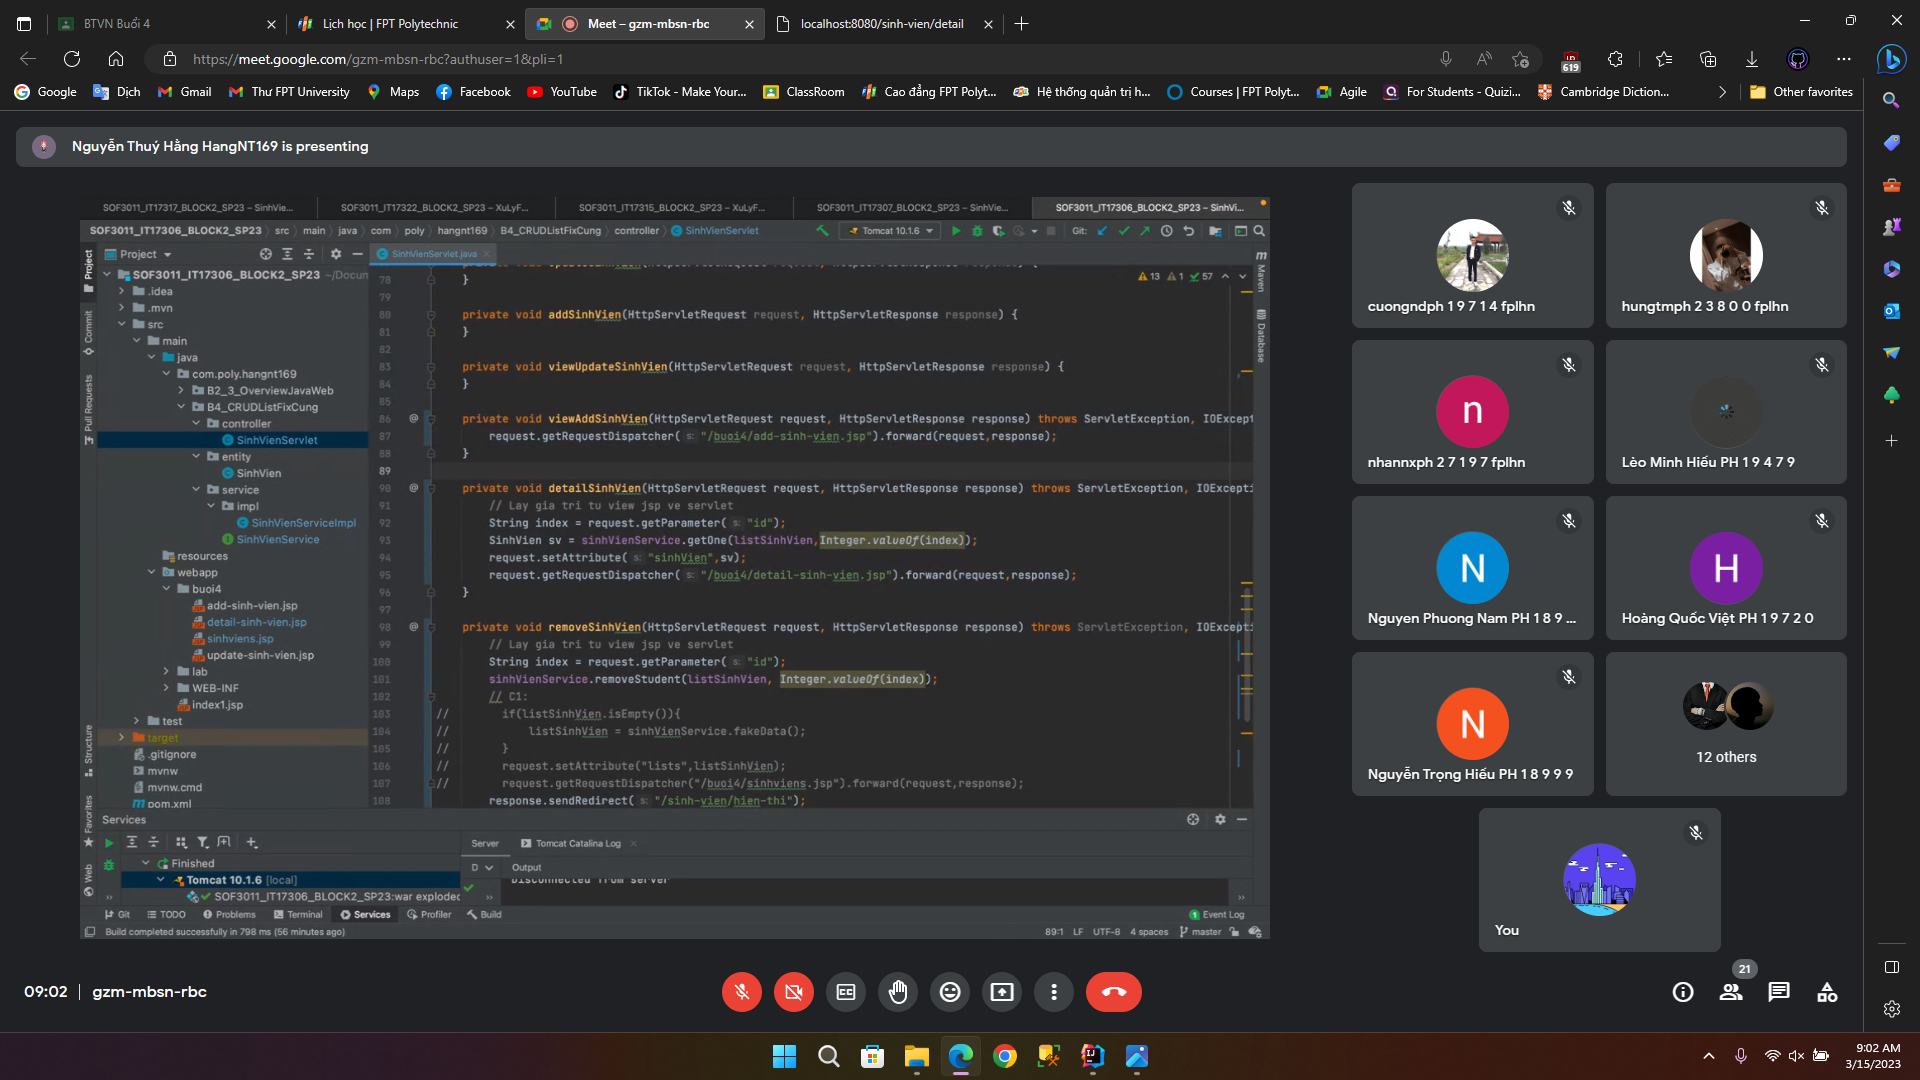 BTVN Buổi 4
Lịch học | FPT Polytechnic
Meet – gzm-mbsn-rbc
localhost:8080/sinh-vien/detail
https://meet.google.com/gzm-mbsn-rbc?authuser=1&pli=1
619
Google
Dịch
Gmail
Thư FPT University
Maps
Facebook
YouTube
TikTok - Make Your...
ClassRoom
Cao đẳng FPT Polyt...
Hệ thống quản trị h...
Courses | FPT Polyt...
Agile
For Students - Quizi...
Cambridge Diction...
Other favorites
Nguyễn Thuý Hằng HangNT169 is presenting
SOF3011_IT17317_BLOCK2_SP23 – SinhVie...
SOF3011_IT17322_BLOCK2_SP23 – XuLyF...
SOF3011_IT17315_BLOCK2_SP23 – XuLyF...
SOF3011_IT17307_BLOCK2_SP23 – SinhVie...
SOF3011_IT17306_BLOCK2_SP23 – SinhVi...
SOF3011_IT17306_BLOCK2_SP23 〉 src 〉 main 〉 java 〉 com 〉 poly 〉 hangnt169 〉 B4_CRUDListFixCung 〉 controller 〉 SinhVienServlet
Tomcat 10.1.6
Git:
Project
SinhVienServlet.java
13 1 57
Project
Commit
Pull Requests
Structure
Favorites
Web
Maven
Database
SOF3011_IT17306_BLOCK2_SP23 ~/Docum
.idea
.mvn
src
main
java
com.poly.hangnt169
B2_3_OverviewJavaWeb
B4_CRUDListFixCung
controller
SinhVienServlet
entity
SinhVien
service
impl
SinhVienServiceImpl
SinhVienService
resources
webapp
buoi4
add-sinh-vien.jsp
detail-sinh-vien.jsp
sinhviens.jsp
update-sinh-vien.jsp
lab
WEB-INF
index1.jsp
test
target
.gitignore
mvnw
mvnw.cmd
pom.xml
78 }
79
80 private void addSinhVien(HttpServletRequest request, HttpServletResponse response) {
81 }
82
83 private void viewUpdateSinhVien(HttpServletRequest request, HttpServletResponse response) {
84 }
85
86 @ private void viewAddSinhVien(HttpServletRequest request, HttpServletResponse response) throws ServletException, IOExcept
87 request.getRequestDispatcher( s: "/buoi4/add-sinh-vien.jsp").forward(request,response);
88 }
89
90 @ private void detailSinhVien(HttpServletRequest request, HttpServletResponse response) throws ServletException, IOExcepti
91 // Lay gia tri tu view jsp ve servlet
92 String index = request.getParameter( s: "id");
93 SinhVien sv = sinhVienService.getOne(listSinhVien,Integer.valueOf(index));
94 request.setAttribute( s: "sinhVien",sv);
95 request.getRequestDispatcher( s: "/buoi4/detail-sinh-vien.jsp").forward(request,response);
96 }
97
98 @ private void removeSinhVien(HttpServletRequest request, HttpServletResponse response) throws ServletException, IOExcepti
99 // Lay gia tri tu view jsp ve servlet
100 String index = request.getParameter( s: "id");
101 sinhVienService.removeStudent(listSinhVien, Integer.valueOf(index));
102 // C1:
103 // if(listSinhVien.isEmpty()){
104 // listSinhVien = sinhVienService.fakeData();
105 // }
106 // request.setAttribute("lists",listSinhVien);
107 // request.getRequestDispatcher("/buoi4/sinhviens.jsp").forward(request,response);
108 response.sendRedirect( s: "/sinh-vien/hien-thi");
Services
Server
Tomcat Catalina Log
Finished
D
Output
Tomcat 10.1.6 [local]
Disconnected from server
SOF3011_IT17306_BLOCK2_SP23:war exploded
Git
TODO
Problems
Terminal
Services
Profiler
Build
1 Event Log
Build completed successfully in 798 ms (56 minutes ago)
89:1 LF UTF-8 4 spaces master
cuongndph 1 9 7 1 4 fplhn
hungtmph 2 3 8 0 0 fplhn
n
nhannxph 2 7 1 9 7 fplhn
Lèo Minh Hiếu PH 1 9 4 7 9
N
Nguyen Phuong Nam PH 1 8 9 ...
H
Hoàng Quốc Việt PH 1 9 7 2 0
N
Nguyễn Trọng Hiếu PH 1 8 9 9 9
12 others
You
09:02 | gzm-mbsn-rbc
21
9:02 AM
3/15/2023